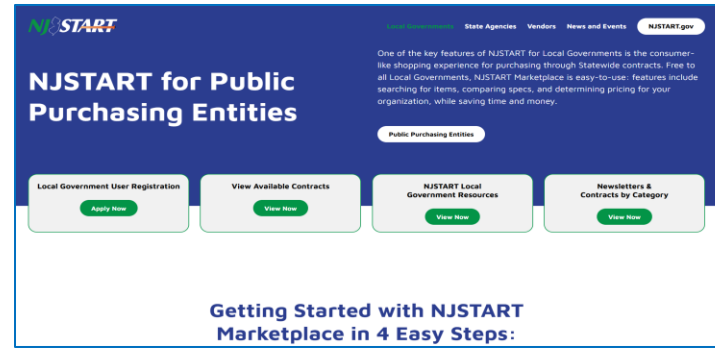 NJSTART
Local Governments State Agencies Vendors News and Events NJSTART.gov
NJSTART for Public
Purchasing Entities
One of the key features of NJSTART for Local Governments is the consumer-
like shopping experience for purchasing through Statewide contracts. Free to
all Local Governments, NJSTART Marketplace is easy-to-use: features include
searching for items, comparing specs, and determining pricing for your
organization, while saving time and money.
Public Purchasing Entities
Local Government User Registration
Apply Now
View Available Contracts
View Now
NJSTART Local
Government Resources
View Now
Newsletters &
Contracts by Category
View Now
Getting Started with NJSTART
Marketplace in 4 Easy Steps: